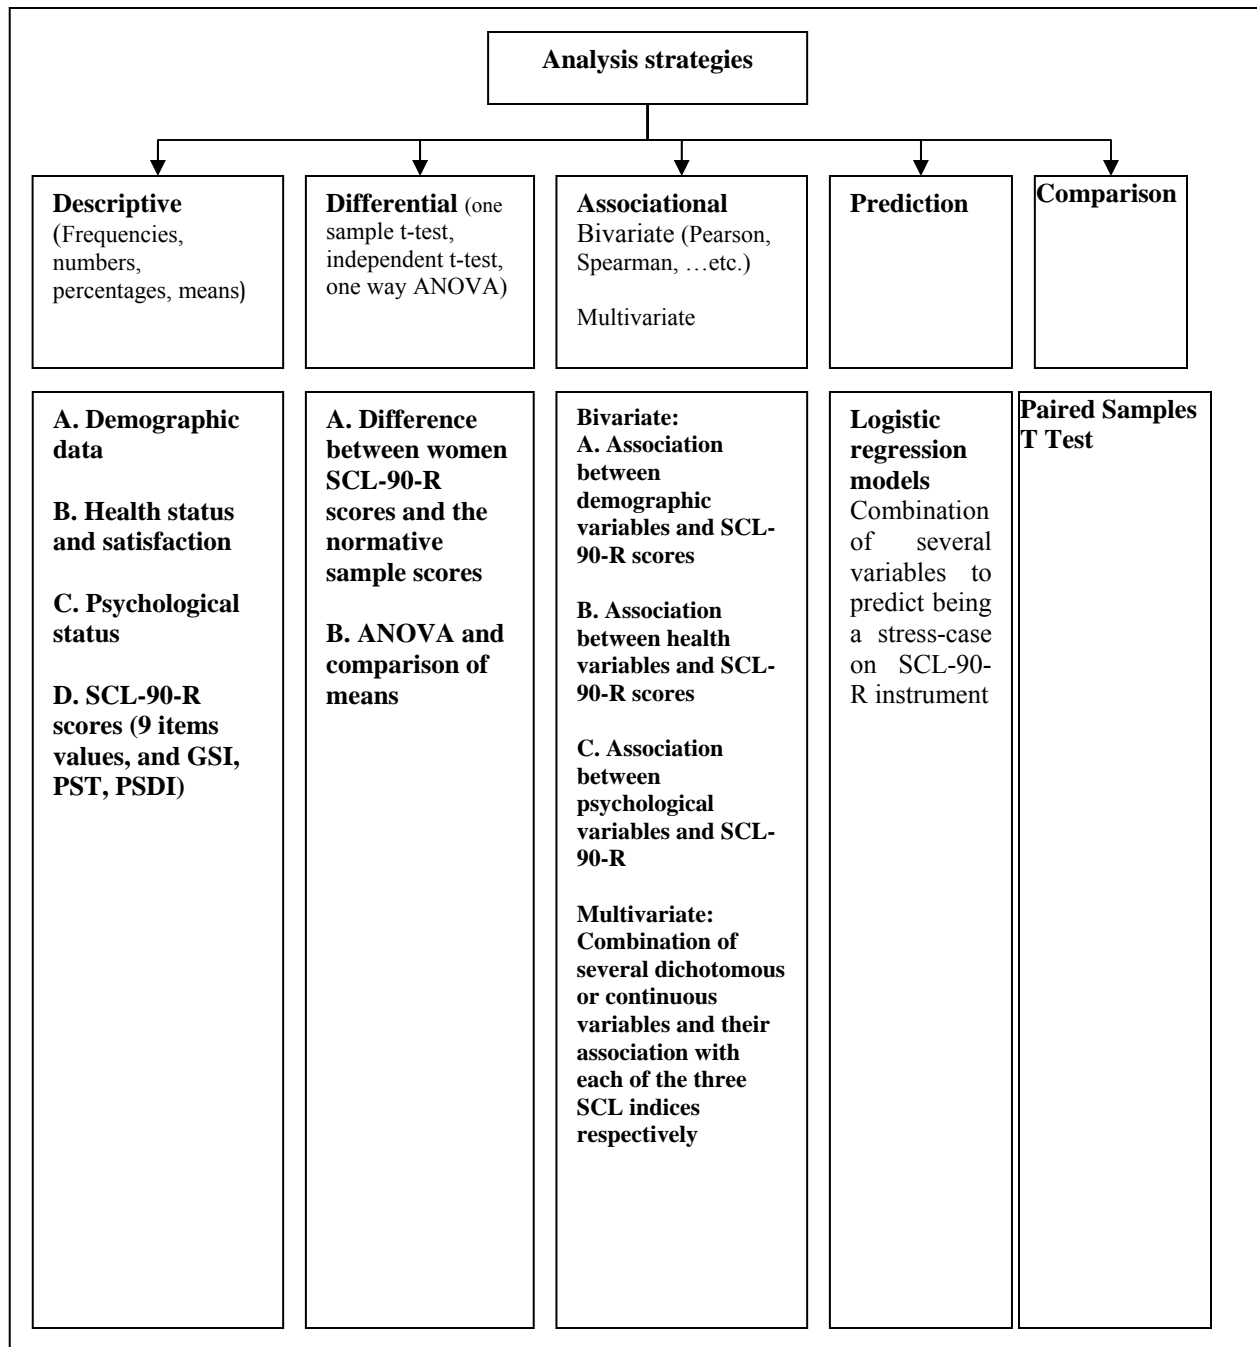 Analysis strategies
Descriptive
(Frequencies,
numbers,
percentages, means)
Differential (one
sample t-test,
independent t-test,
one way ANOVA)
Associational
Bivariate (Pearson,
Spearman, …etc.)
Multivariate
Prediction
Comparison
A. Demographic
data
B. Health status
and satisfaction
C. Psychological
status
D. SCL-90-R
scores (9 items
values, and GSI,
PST, PSDI)
A. Difference
between women
SCL-90-R
scores and the
normative
sample scores
B. ANOVA and
comparison of
means
Bivariate:
A. Association
between
demographic
variables and SCL-
90-R scores
B. Association
between health
variables and SCL-
90-R scores
C. Association
between
psychological
variables and SCL-
90-R
Multivariate:
Combination of
several dichotomous
or continuous
variables and their
association with
each of the three
SCL indices
respectively
Logistic
regression
models
Combination
of several
variables to
predict being
a stress-case
on SCL-90-
R instrument
Paired Samples
T Test